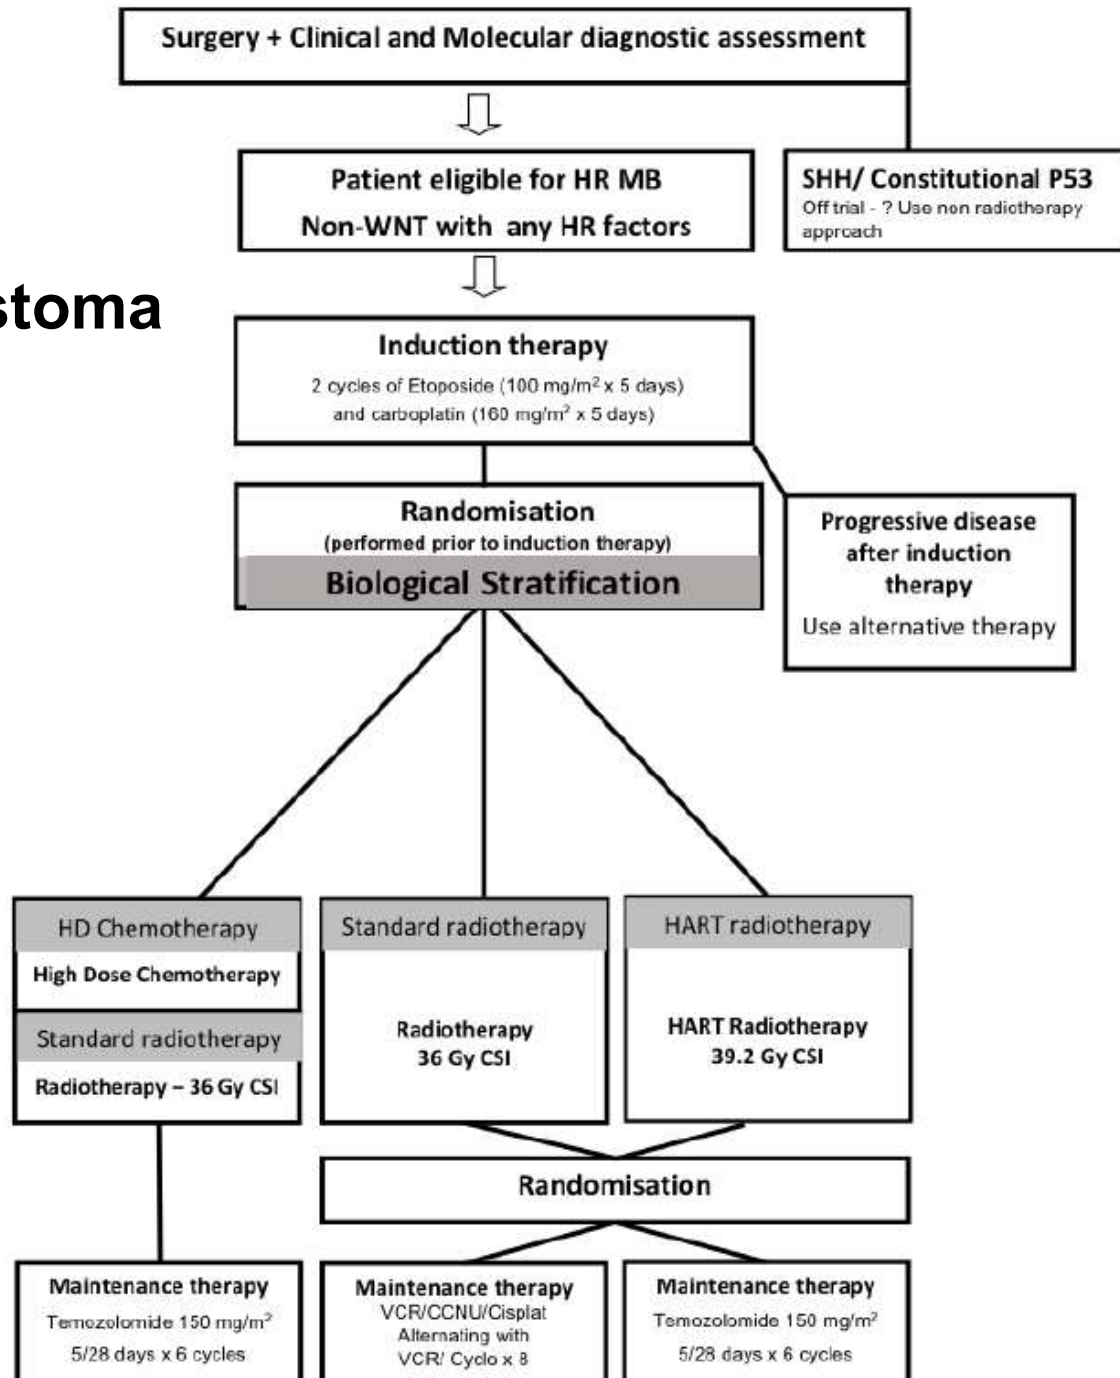 Surgery + Clinical and Molecular diagnostic assessment
Patient eligible for HR MB
Non-WNT with any HR factors
SHH/ Constitutional P53
Off trial - ? Use non radiotherapy
approach
stoma
Induction therapy
2 cycles of Etoposide (100 mg/m² x 5 days)
and carboplatin (160 mg/m² x 5 days)
Randomisation
(performed prior to induction therapy)
Biological Stratification
Progressive disease
after induction
therapy
Use alternative therapy
HD Chemotherapy
High Dose Chemotherapy
Standard radiotherapy
Radiotherapy – 36 Gy CSI
Standard radiotherapy
Radiotherapy
36 Gy CSI
HART radiotherapy
HART Radiotherapy
39.2 Gy CSI
Randomisation
Maintenance therapy
Temozolomide 150 mg/m²
5/28 days x 6 cycles
Maintenance therapy
VCR/CCNU/Cisplat
Alternating with
VCR/ Cyclo x 8
Maintenance therapy
Temozolomide 150 mg/m²
5/28 days x 6 cycles